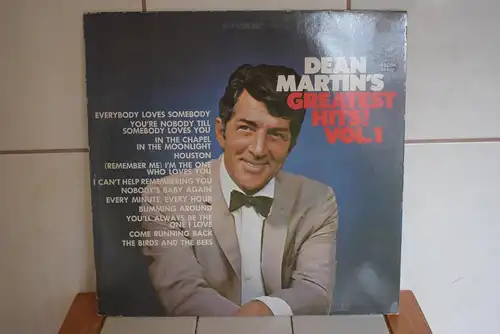 DEAN
MARTIN'S
GREATEST
HITS!
VOL.1
EVERYBODY LOVES SOMEBODY
YOU'RE NOBODY TILL
SOMEBODY LOVES YOU
IN THE CHAPEL
IN THE MOONLIGHT
HOUSTON
(REMEMBER ME) I'M THE ONE
WHO LOVES YOU
I CAN'T HELP REMEMBERING YOU
NOBODY'S BABY AGAIN
EVERY MINUTE, EVERY HOUR
BUMMING AROUND
YOU'LL ALWAYS BE THE
ONE I LOVE
COME RUNNING BACK
THE BIRDS AND THE BEES